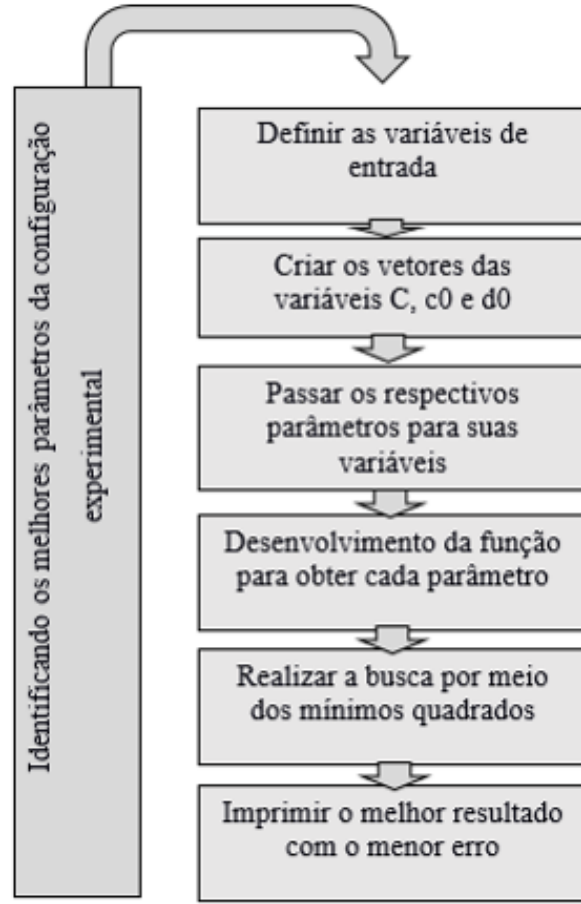 Identificando os melhores parâmetros da configuração
experimental
Definir as variáveis de
entrada
Criar os vetores das
variáveis C, c0 e d0
Passar os respectivos
parâmetros para suas
variáveis
Desenvolvimento da função
para obter cada parâmetro
Realizar a busca por meio
dos mínimos quadrados
Imprimir o melhor resultado
com o menor erro